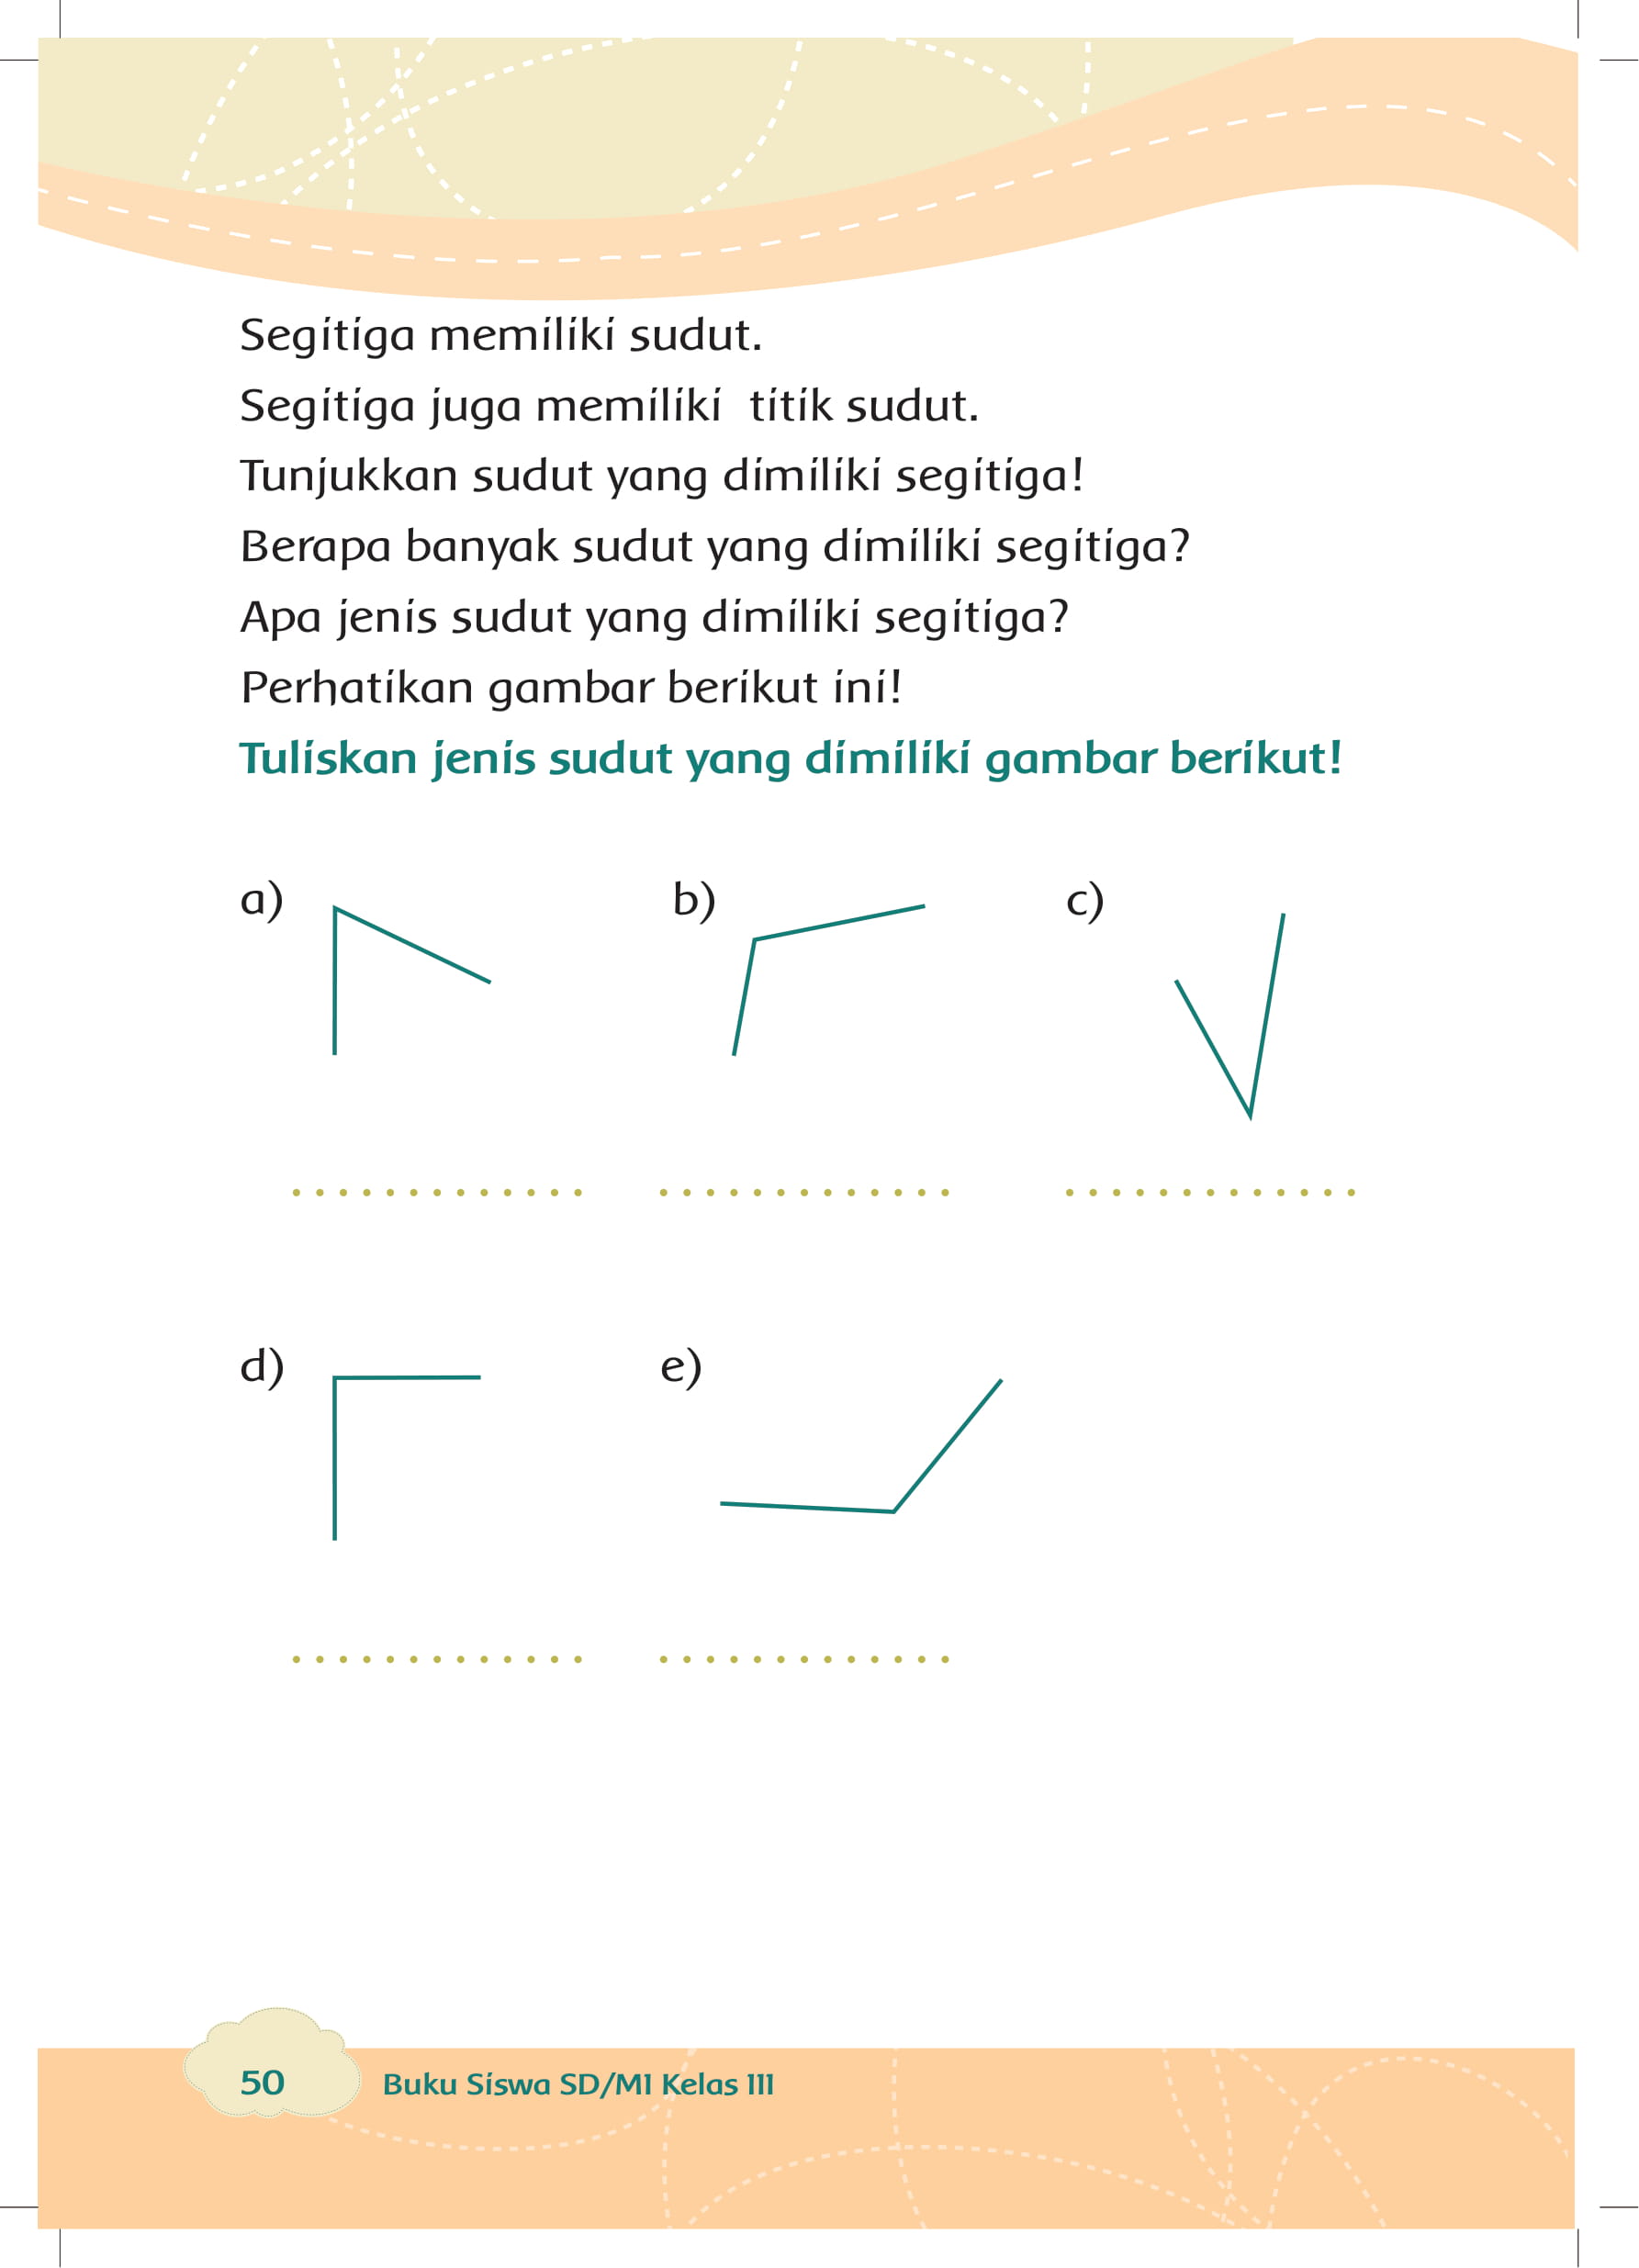 Segitiga memiliki sudut.
Segitiga juga memiliki titik sudut.
Tunjukkan sudut yang dimiliki segitiga!
Berapa banyak sudut yang dimiliki segitiga?
Apa jenis sudut yang dimiliki segitiga?
Perhatikan gambar berikut ini!
Tuliskan jenis sudut yang dimiliki gambar berikut!
a) b) c)
d) e)
50 Buku Siswa SD/MI Kelas III